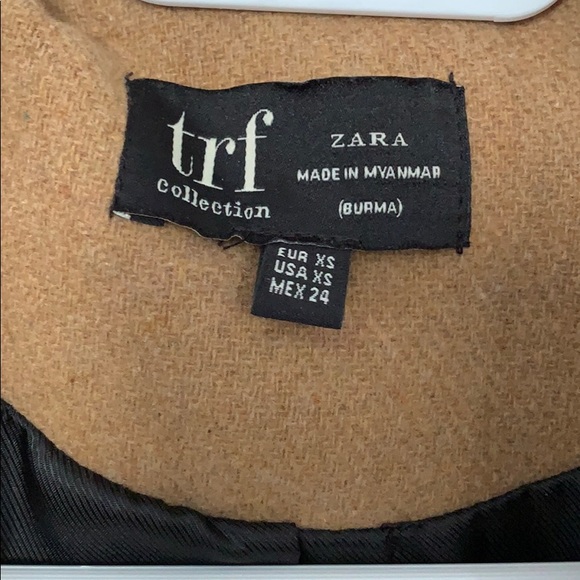 trf
collection
ZARA
MADE IN MYANMAR
(BURMA)
EUR XS
USA XS
MEX 24